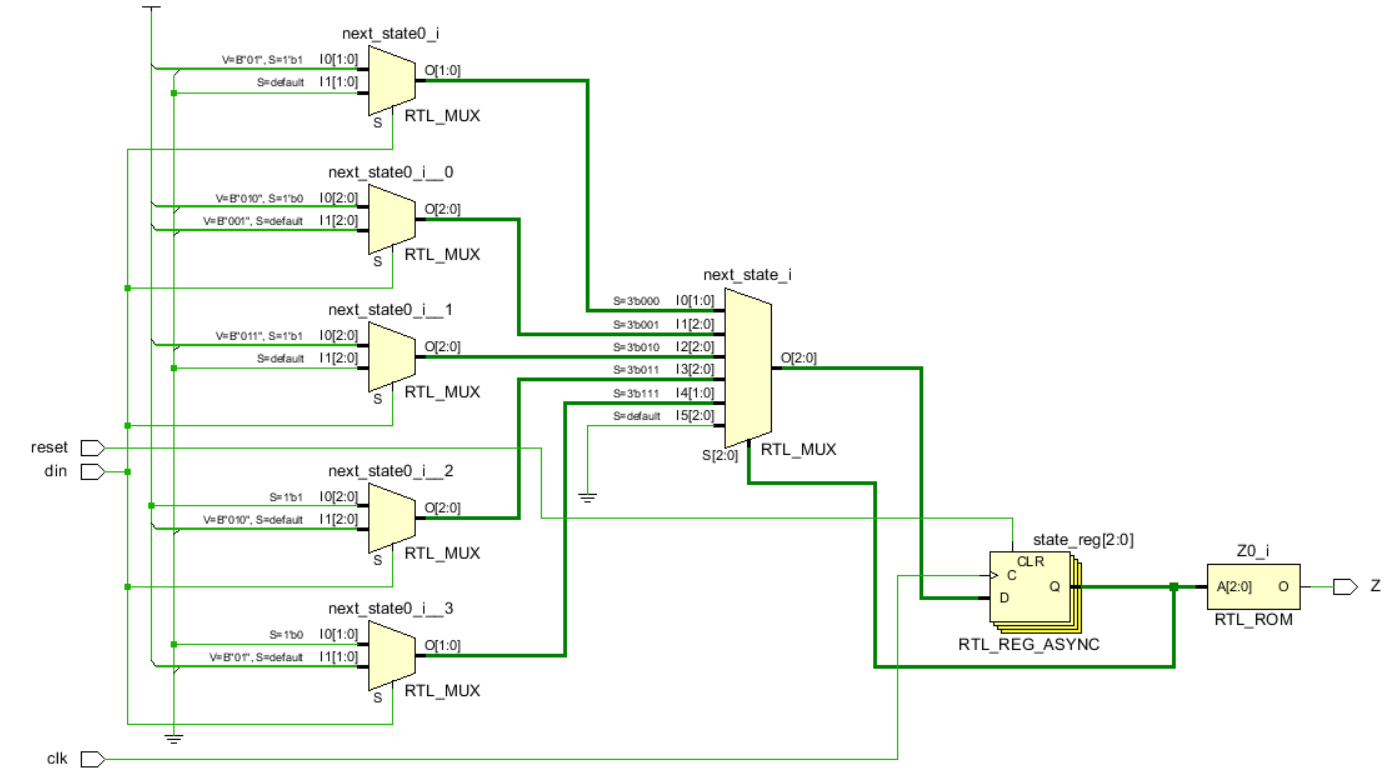 next_state0_i
V=B"01", S=1'b1 I0[1:0]
S=default I1[1:0]
O[1:0]
S
RTL_MUX
next_state0_i__0
V=B"010", S=1'b0 I0[2:0]
V=B"001", S=default I1[2:0]
O[2:0]
S
RTL_MUX
next_state0_i__1
V=B"011", S=1'b1 I0[2:0]
S=default I1[2:0]
O[2:0]
S
RTL_MUX
reset
din
next_state0_i__2
S=1'b1 I0[2:0]
V=B"010", S=default I1[2:0]
O[2:0]
S
RTL_MUX
next_state0_i__3
S=1'b0 I0[1:0]
V=B"01", S=default I1[1:0]
O[1:0]
S
RTL_MUX
clk
next_state_i
S=3'b000 I0[1:0]
S=3'b001 I1[2:0]
S=3'b010 I2[2:0]
S=3'b011 I3[2:0]
S=3'b111 I4[1:0]
S=default I5[2:0]
O[2:0]
S[2:0]
RTL_MUX
state_reg[2:0]
CLR
C
D
Q
RTL_REG_ASYNC
Z0_i
A[2:0] O
RTL_ROM
Z